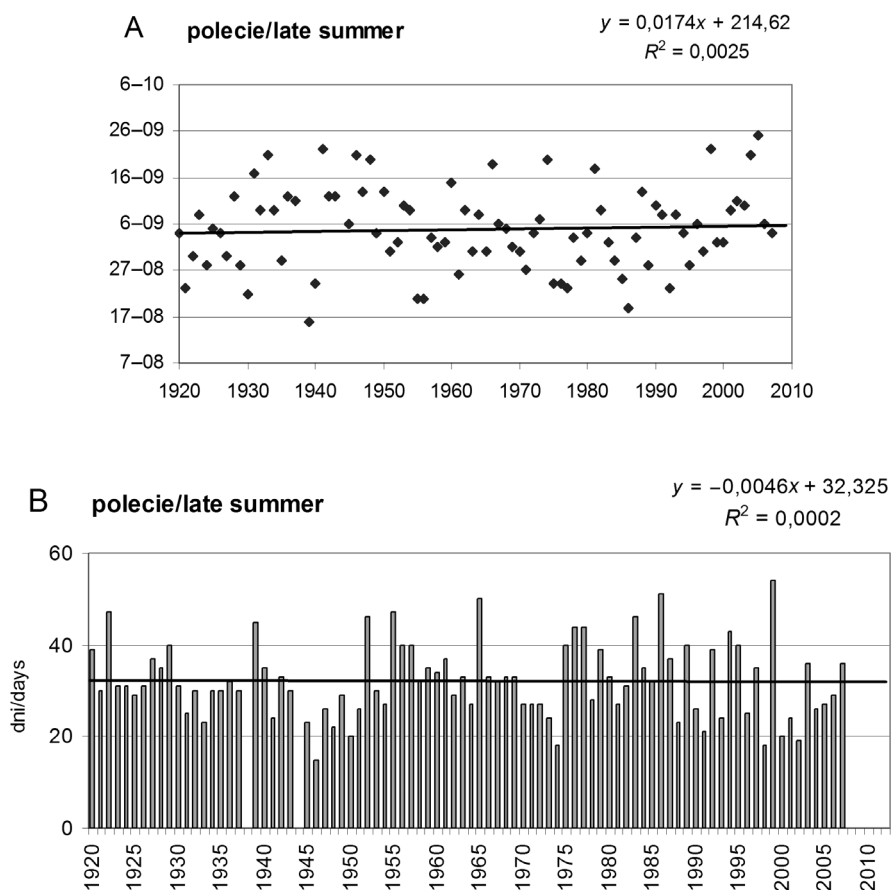 A polecie/late summer
y = 0,0174x + 214,62
R² = 0,0025
6–10
26–09
16–09
6–09
27–08
17–08
7–08
1920 1930 1940 1950 1960 1970 1980 1990 2000 2010
B polecie/late summer
y = −0,0046x + 32,325
R² = 0,0002
dni/days
60
40
20
0
1920 1925 1930 1935 1940 1945 1950 1955 1960 1965 1970 1975 1980 1985 1990 1995 2000 2005 2010